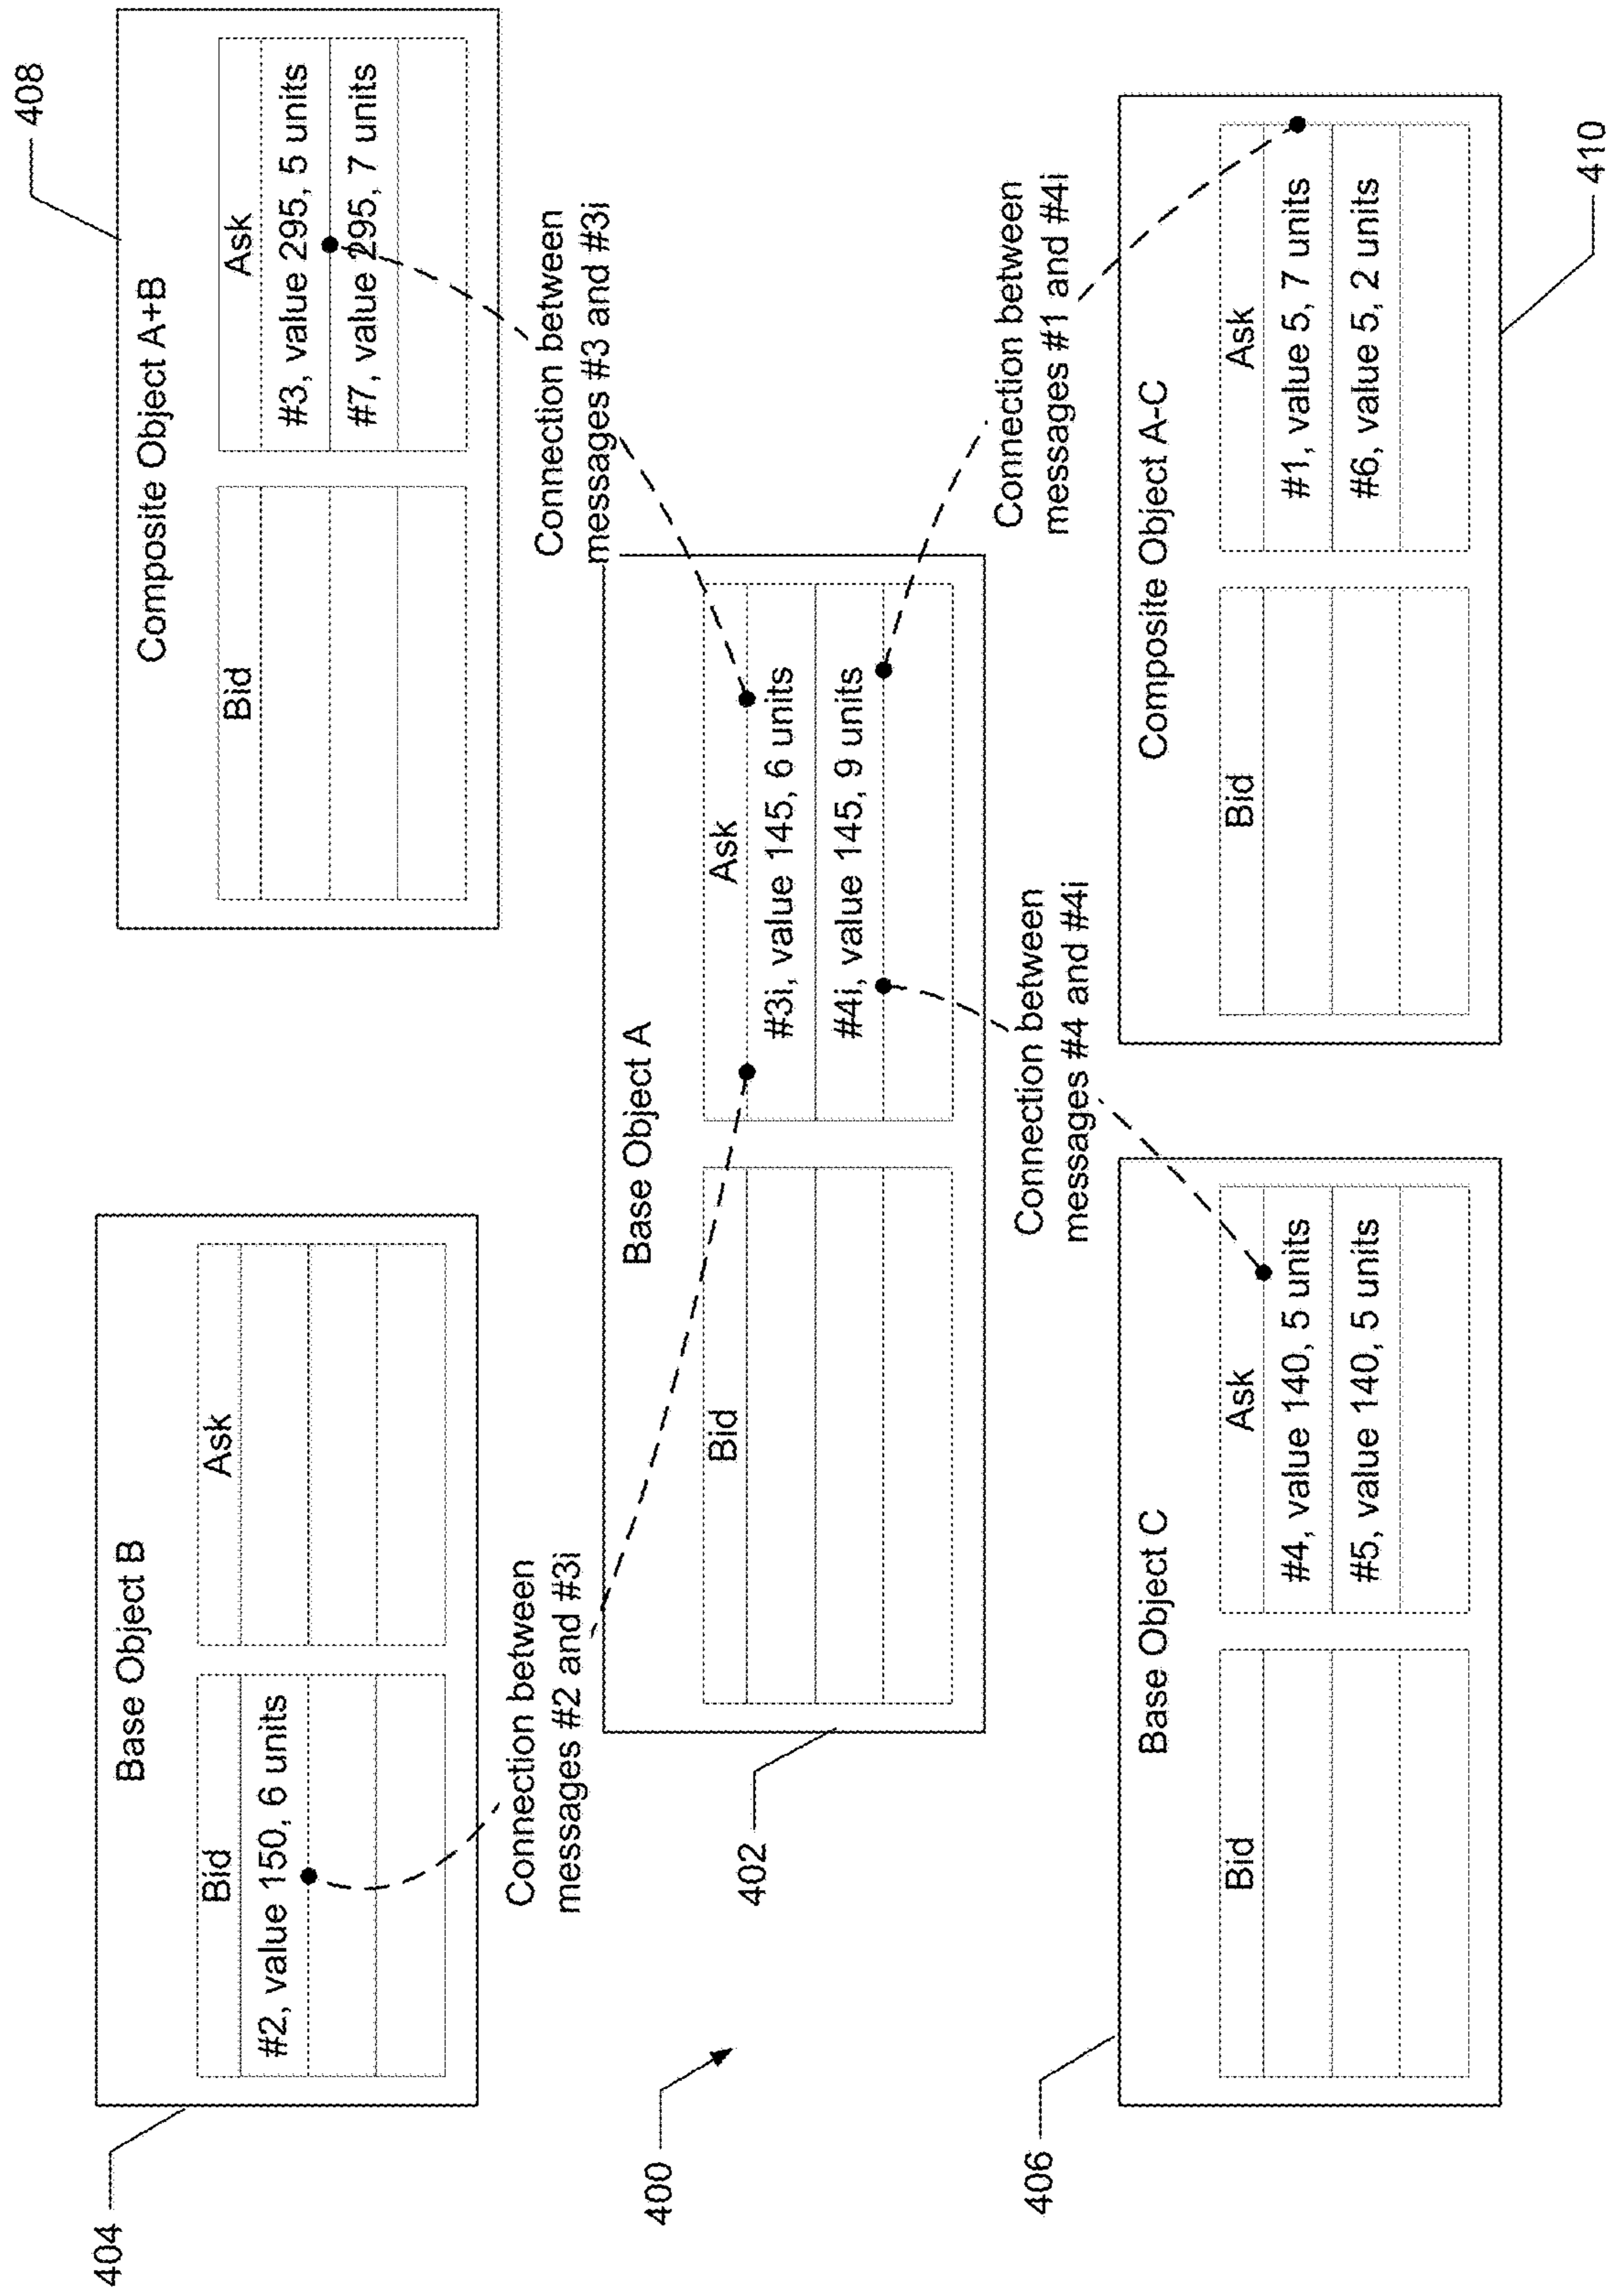 404
Base Object B
Bid
Ask
#2, value 150, 6 units
408
Composite Object A+B
Bid
Ask
#3, value 295, 5 units
#7, value 295, 7 units
Connection between
messages #2 and #3i
Connection between
messages #3 and #3i
400
402
Base Object A
Bid
Ask
#3i, value 145, 6 units
#4i, value 145, 9 units
Connection between
messages #4 and #4i
Connection between
messages #1 and #4i
406
Base Object C
Bid
Ask
#4, value 140, 5 units
#5, value 140, 5 units
Composite Object A-C
Bid
Ask
#1, value 5, 7 units
#6, value 5, 2 units
410